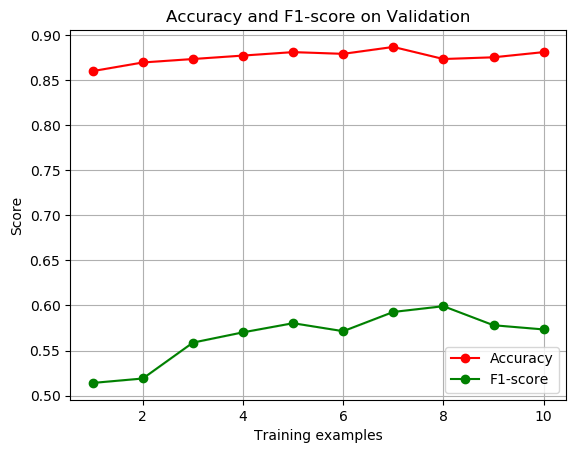 Accuracy and F1-score on Validation
0.90
0.85
0.80
0.75
0.70
0.65
0.60
0.55
0.50
Score
2 4 6 8 10
Training examples
Accuracy
F1-score